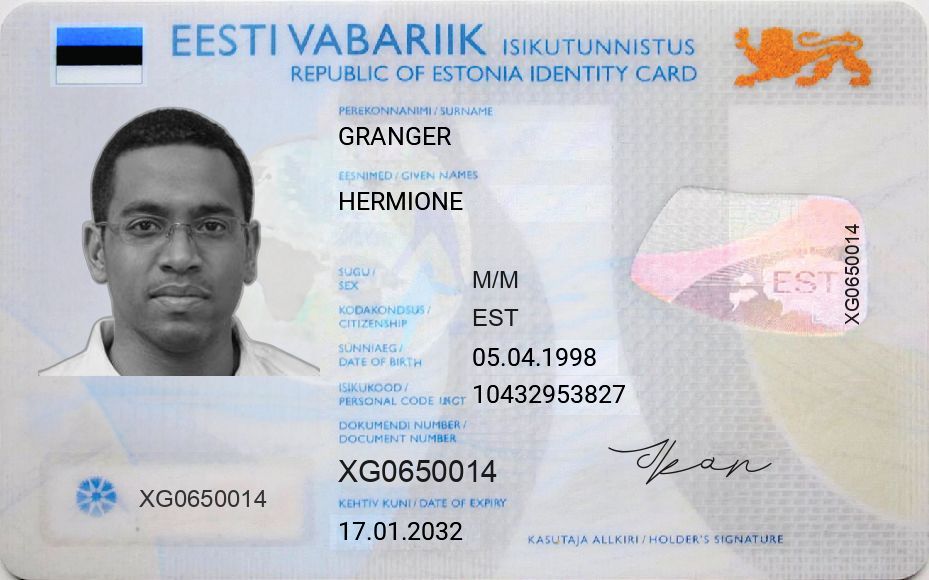 EESTI VABARIIK ISIKUTUNNISTUS
REPUBLIC OF ESTONIA IDENTITY CARD
PEREKONNANIMI / SURNAME
GRANGER
EESNIMED / GIVEN NAMES
HERMIONE
SUGU /
SEX
M/M
KODAKONDSUS /
CITIZENSHIP
EST
SÜNNIAEG /
DATE OF BIRTH
05.04.1998
ISIKUKOOD /
PERSONAL CODE
10432953827
DOKUMENDI NUMBER /
DOCUMENT NUMBER
XG0650014
KEHTIV KUNI / DATE OF EXPIRY
17.01.2032
XG0650014
EST
XG0650014
KASUTAJA ALLKIRI / HOLDER'S SIGNATURE